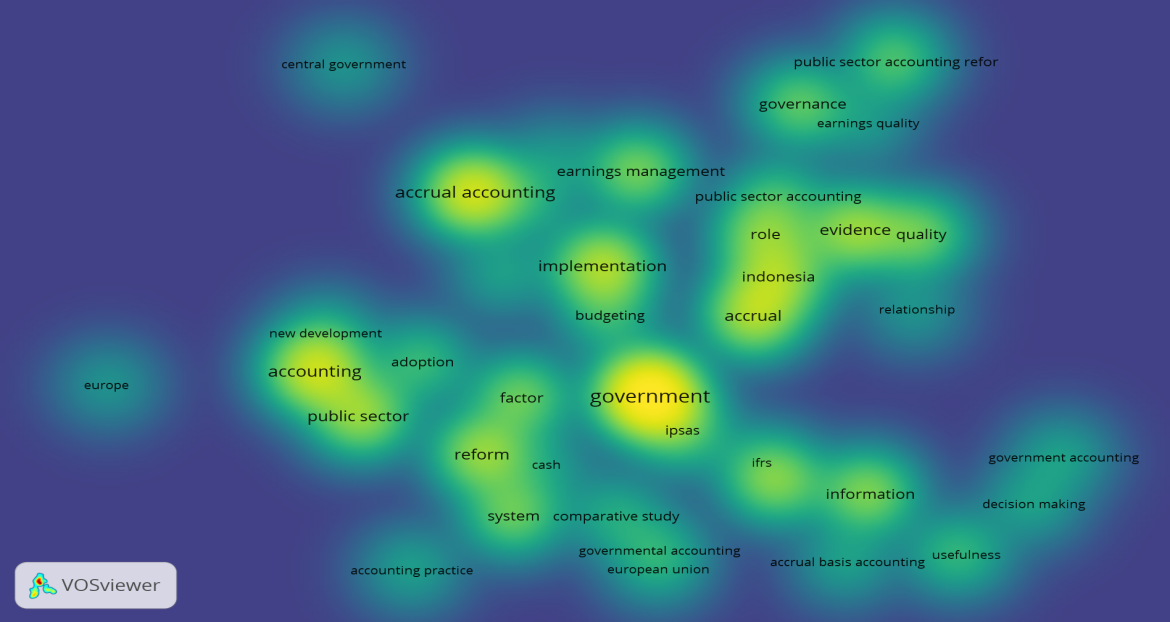 public sector accounting refor
central government
governance
earnings quality
earnings management
accrual accounting
public sector accounting
role
evidence
quality
implementation
indonesia
relationship
budgeting
accrual
new development
adoption
accounting
europe
factor
government
public sector
ipsas
reform
cash
ifrs
government accounting
information
decision making
system
comparative study
governmental accounting
european union
accounting practice
accrual basis accounting
usefulness
VOSviewer